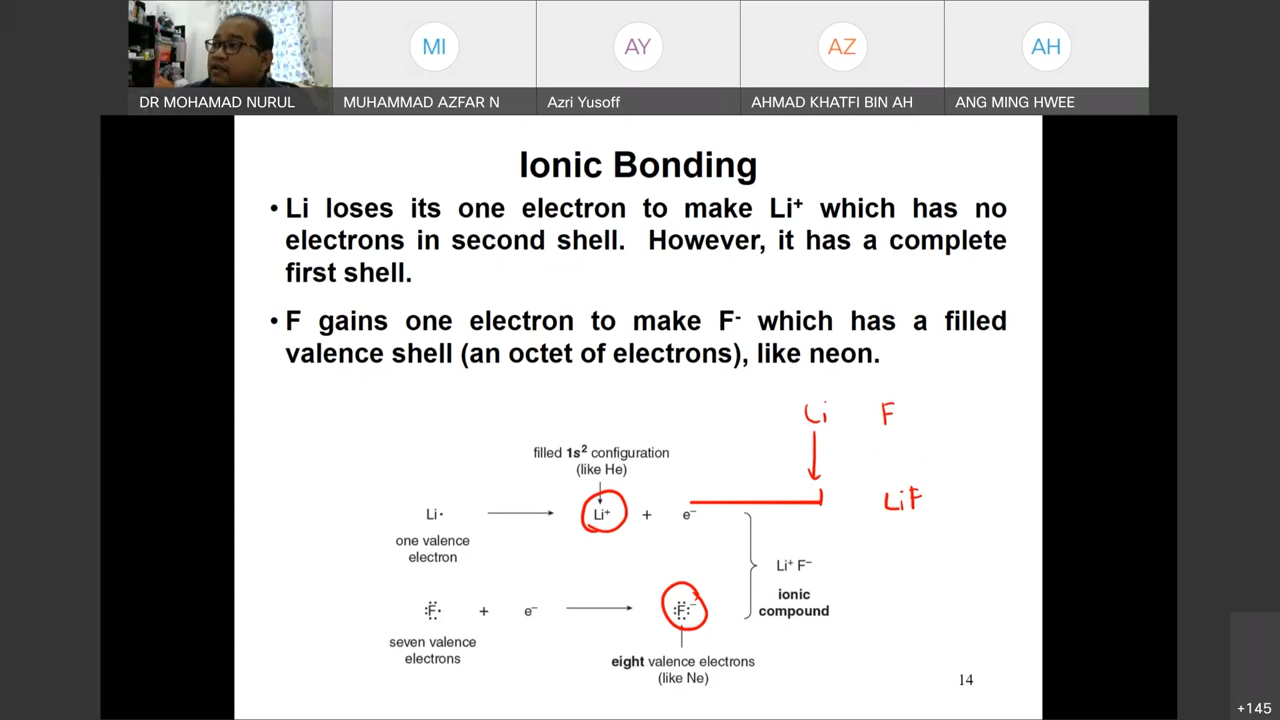 MI
AY
AZ
AH
DR MOHAMAD NURUL
MUHAMMAD AZFAR N
Azri Yusoff
AHMAD KHATFI BIN AH
ANG MING HWEE
Ionic Bonding
• Li loses its one electron to make Li⁺ which has no
electrons in second shell. However, it has a complete
first shell.
• F gains one electron to make F⁻ which has a filled
valence shell (an octet of electrons), like neon.
Li F
filled 1s² configuration
(like He)
LiF
Li· Li⁺ + e⁻
one valence
electron
Li⁺ F⁻
ionic
compound
:F· + e⁻ :F:⁻
seven valence
electrons
eight valence electrons
(like Ne)
14
+145